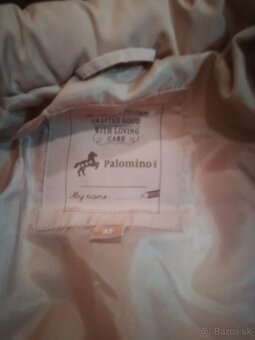 CRAFTED GOOD
WITH LOVING
CARE
Palomino
My name:........
© Bazos.sk